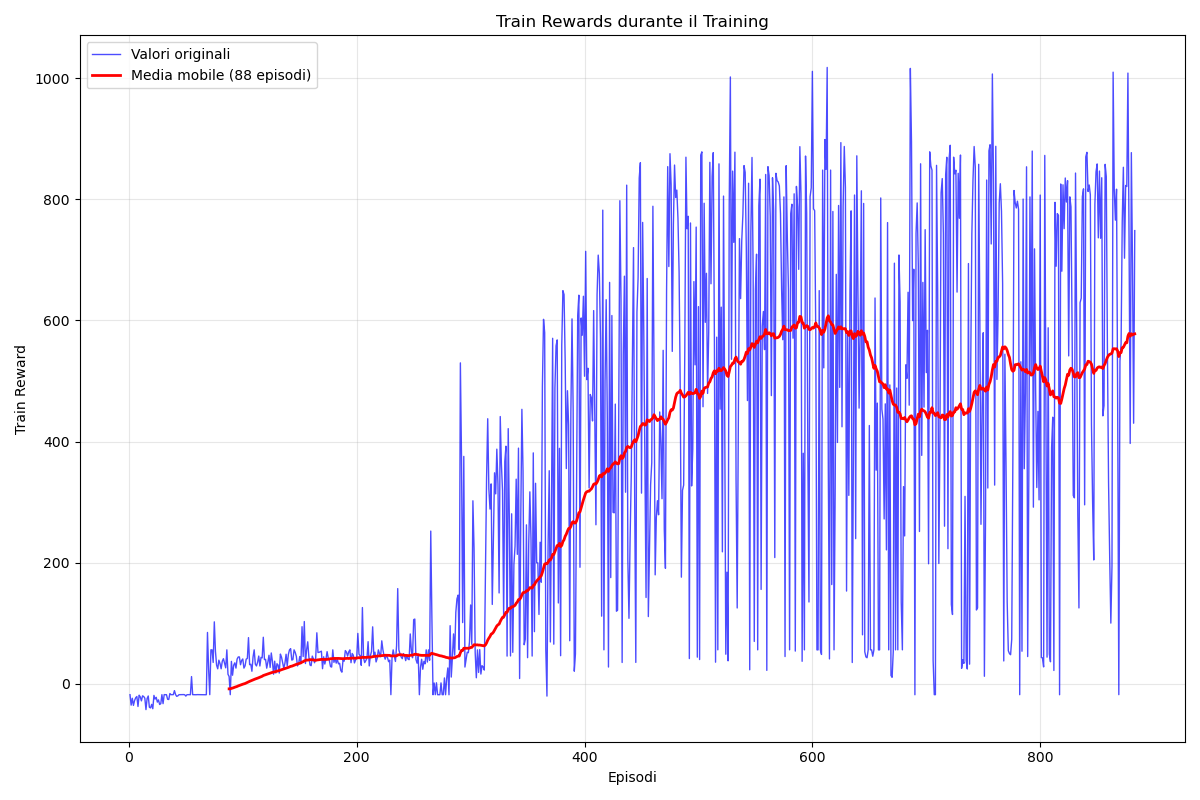 Train Rewards durante il Training
Valori originali
Media mobile (88 episodi)
Train Reward
1000
800
600
400
200
0
0 200 400 600 800
Episodi